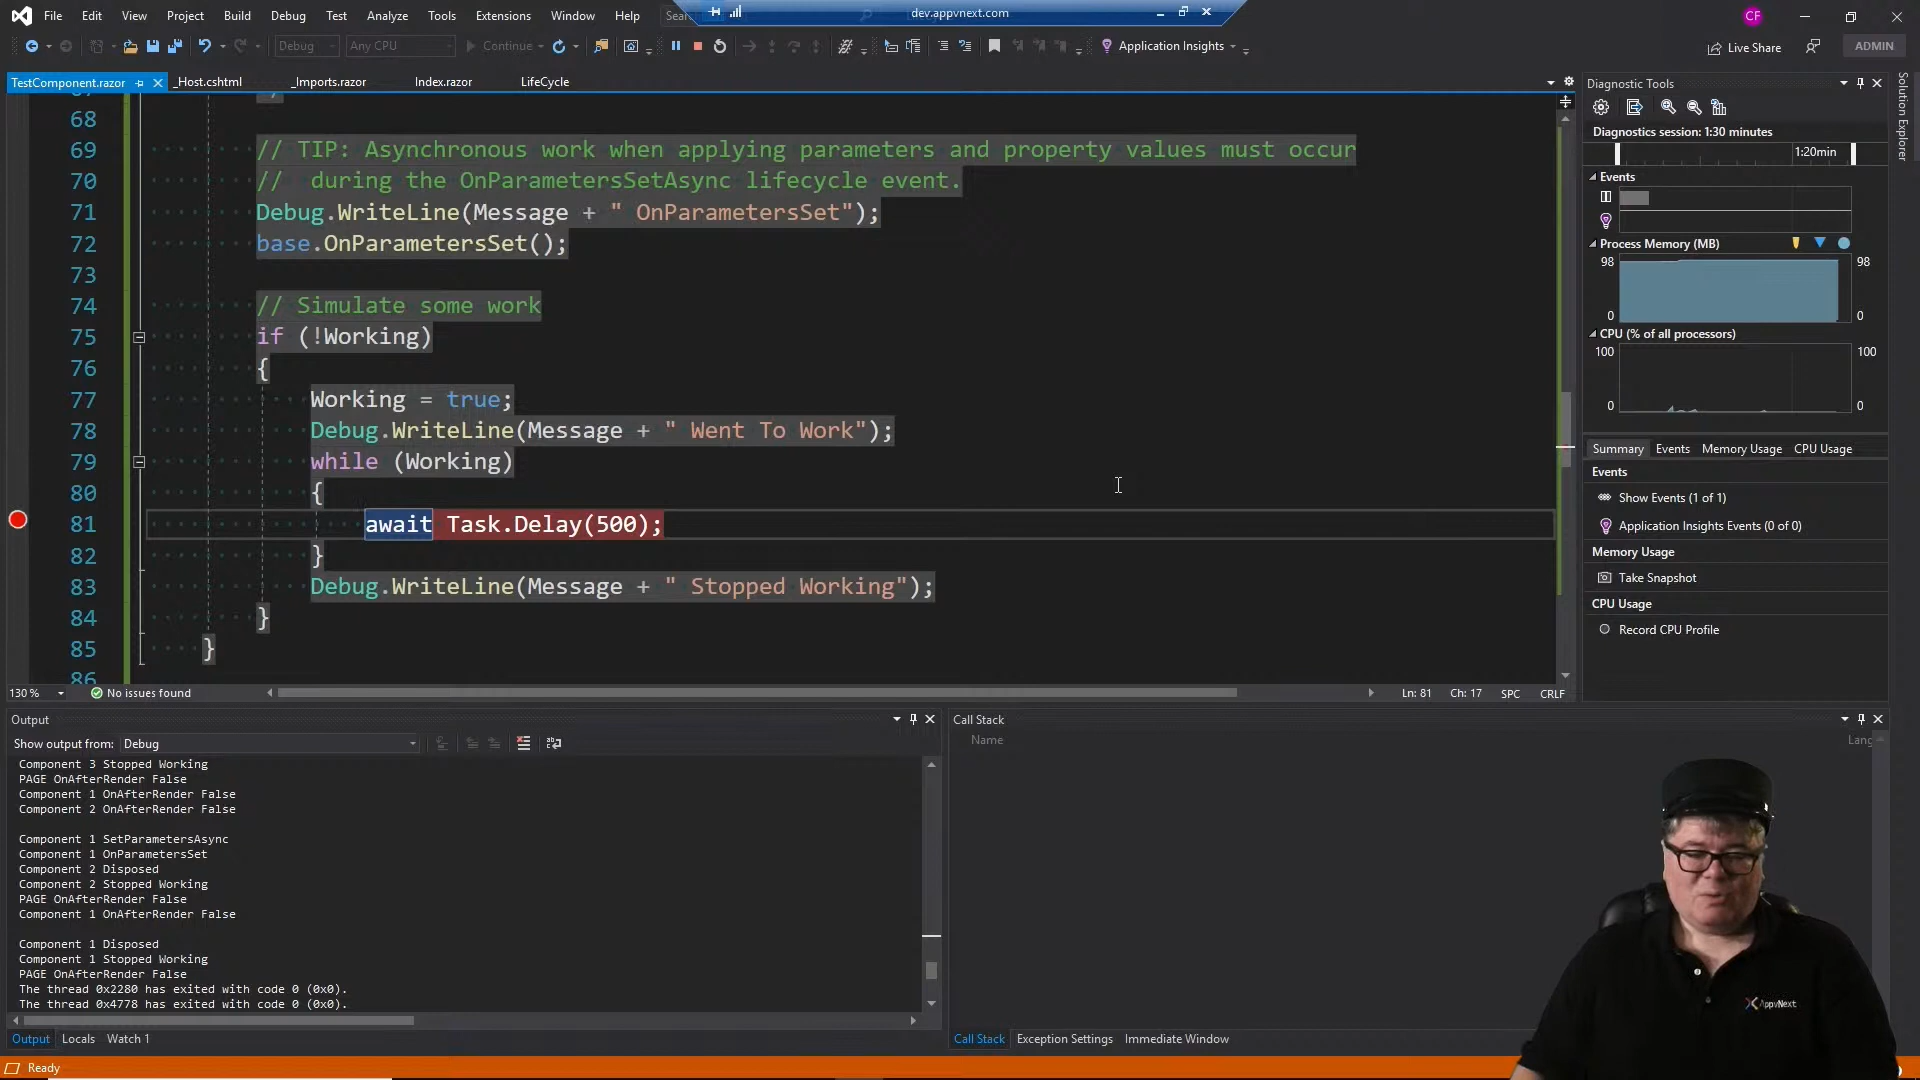 File Edit View Project Build Debug Test Analyze Tools Extensions Window Help Sear
dev.appvnext.com
CF
Debug Any CPU Continue Application Insights
Live Share
ADMIN
TestComponent.razor _Host.cshtml _Imports.razor Index.razor LifeCycle
68
69 // TIP: Asynchronous work when applying parameters and property values must occur
70 //  during the OnParametersSetAsync lifecycle event.
71 Debug.WriteLine(Message + " OnParametersSet");
72 base.OnParametersSet();
73
74 // Simulate some work
75 if (!Working)
76 {
77 Working = true;
78 Debug.WriteLine(Message + " Went To Work");
79 while (Working)
80 {
81 await Task.Delay(500);
82 }
83 Debug.WriteLine(Message + " Stopped Working");
84 }
85 }
86
130 % No issues found Ln: 81 Ch: 17 SPC CRLF
Diagnostic Tools
Diagnostics session: 1:30 minutes
1:20min
Events
Process Memory (MB)
98 98
0 0
CPU (% of all processors)
100 100
0 0
Summary Events Memory Usage CPU Usage
Events
Show Events (1 of 1)
Application Insights Events (0 of 0)
Memory Usage
Take Snapshot
CPU Usage
Record CPU Profile
Solution Explorer
Output
Show output from: Debug
Component 3 Stopped Working
PAGE OnAfterRender False
Component 1 OnAfterRender False
Component 2 OnAfterRender False
Component 1 SetParametersAsync
Component 1 OnParametersSet
Component 2 Disposed
Component 2 Stopped Working
PAGE OnAfterRender False
Component 1 OnAfterRender False
Component 1 Disposed
Component 1 Stopped Working
PAGE OnAfterRender False
The thread 0x2280 has exited with code 0 (0x0).
The thread 0x4778 has exited with code 0 (0x0).
Output Locals Watch 1
Call Stack
Name Lang
Call Stack Exception Settings Immediate Window
AppvNext
Ready